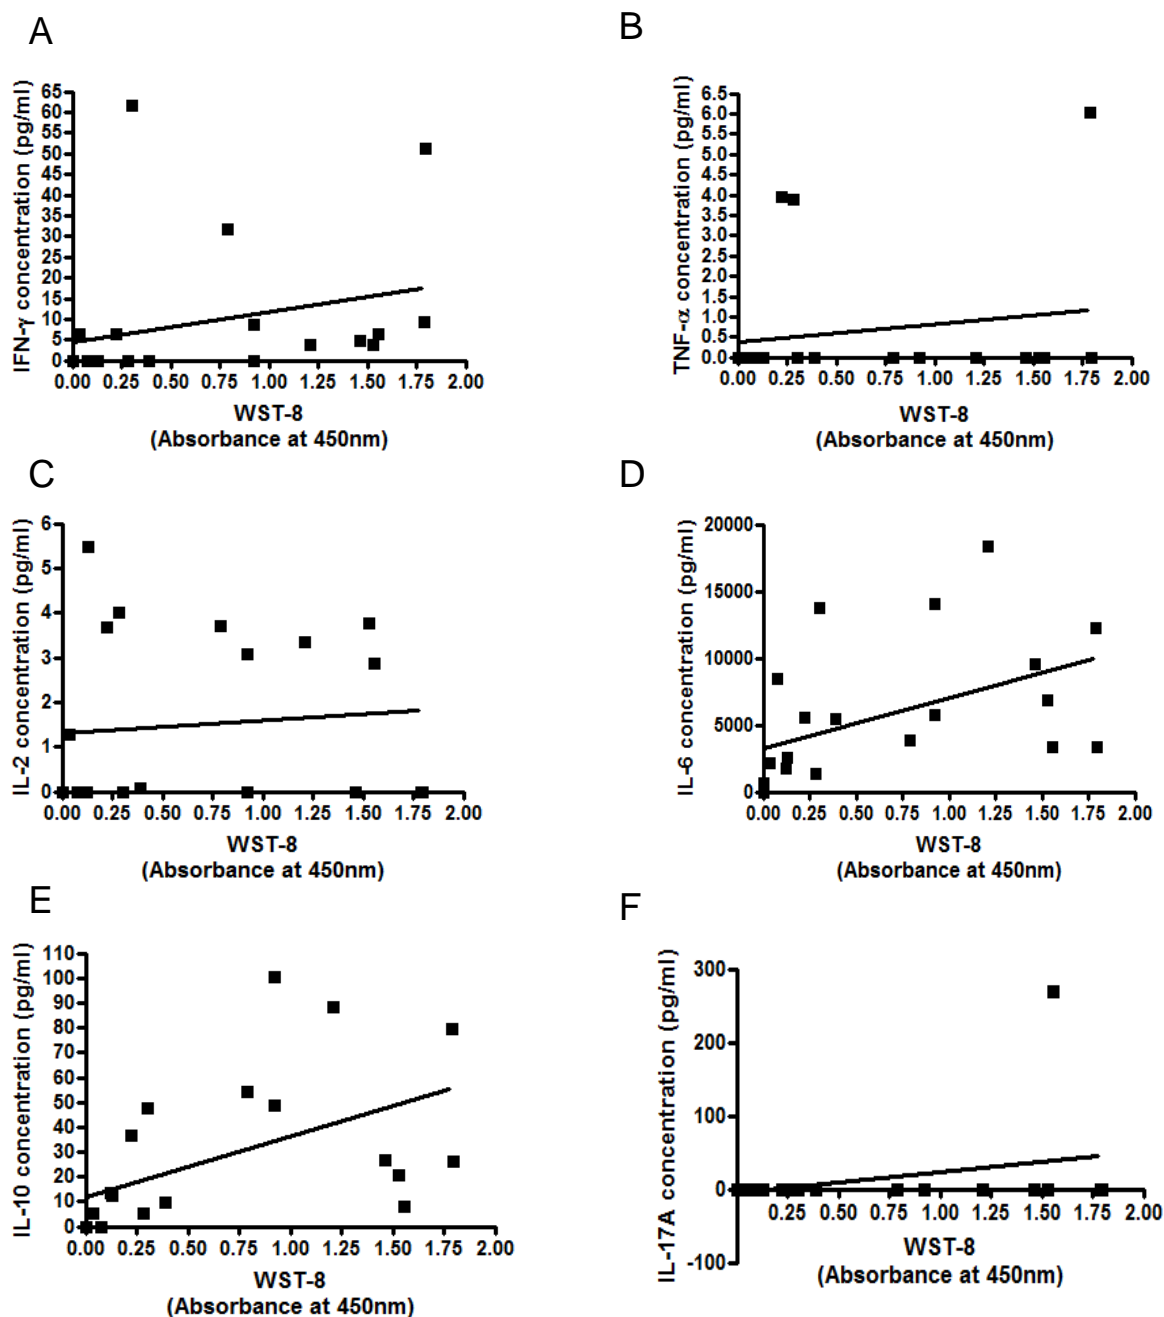 A
IFN-γ concentration (pg/ml)
65
60
55
50
45
40
35
30
25
20
15
10
5
0
0.00 0.25 0.50 0.75 1.00 1.25 1.50 1.75 2.00
WST-8
(Absorbance at 450nm)
B
TNF-α concentration (pg/ml)
6.5
6.0
5.5
5.0
4.5
4.0
3.5
3.0
2.5
2.0
1.5
1.0
0.5
0.0
0.00 0.25 0.50 0.75 1.00 1.25 1.50 1.75 2.00
WST-8
(Absorbance at 450nm)
C
IL-2 concentration (pg/ml)
6
5
4
3
2
1
0
0.00 0.25 0.50 0.75 1.00 1.25 1.50 1.75 2.00
WST-8
(Absorbance at 450nm)
D
IL-6 concentration (pg/ml)
20000
15000
10000
5000
0
0.00 0.25 0.50 0.75 1.00 1.25 1.50 1.75 2.00
WST-8
(Absorbance at 450nm)
E
IL-10 concentration (pg/ml)
110
100
90
80
70
60
50
40
30
20
10
0
0.00 0.25 0.50 0.75 1.00 1.25 1.50 1.75 2.00
WST-8
(Absorbance at 450nm)
F
IL-17A concentration (pg/ml)
300
200
100
0
-100
0.25 0.50 0.75 1.00 1.25 1.50 1.75 2.00
WST-8
(Absorbance at 450nm)